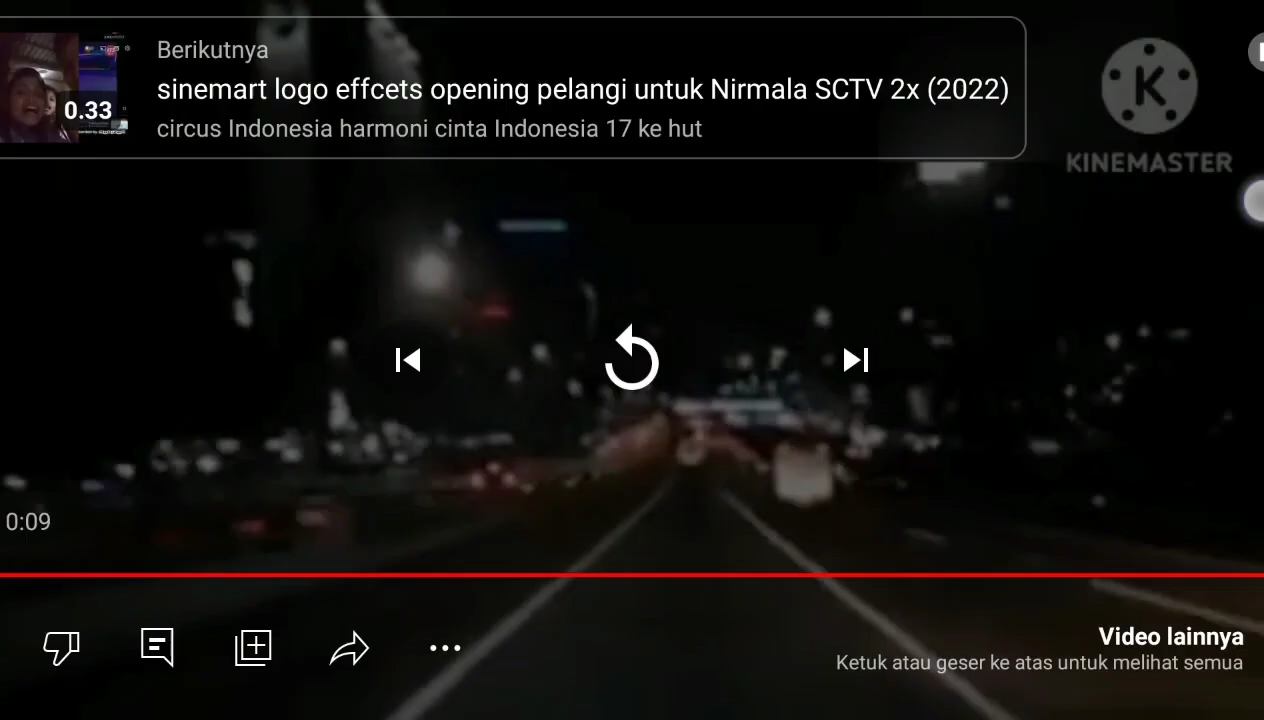 Berikutnya
sinemart logo effcets opening pelangi untuk Nirmala SCTV 2x (2022)
0.33
circus Indonesia harmoni cinta Indonesia 17 ke hut
K
KINEMASTER
0:09
Video lainnya
Ketuk atau geser ke atas untuk melihat semua